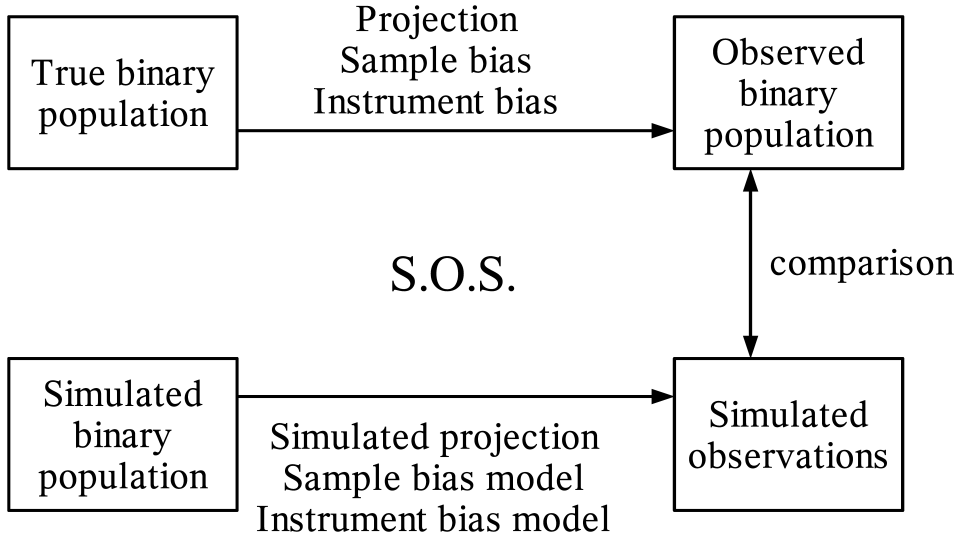 True binary
population
Projection
Sample bias
Instrument bias
Observed
binary
population
S.O.S.
comparison
Simulated
binary
population
Simulated projection
Sample bias model
Instrument bias model
Simulated
observations